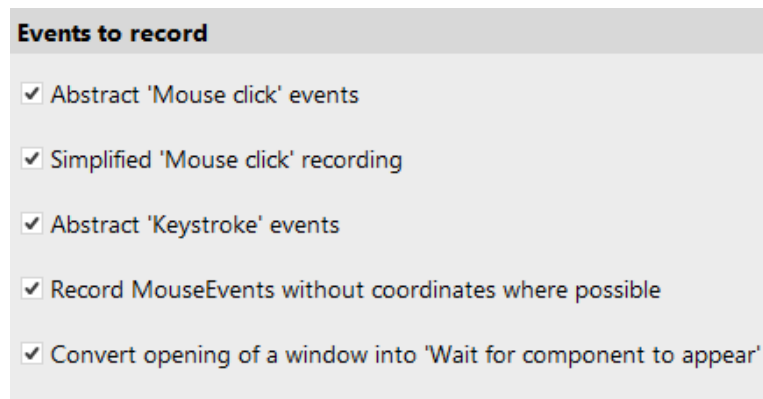 Events to record
Abstract 'Mouse click' events
Simplified 'Mouse click' recording
Abstract 'Keystroke' events
Record MouseEvents without coordinates where possible
Convert opening of a window into 'Wait for component to appear'